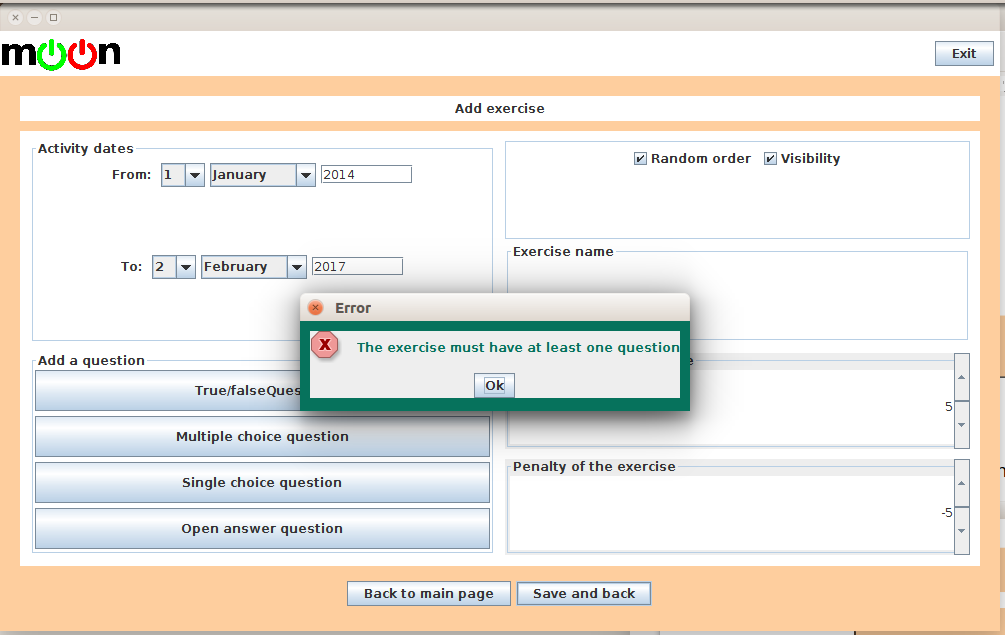 moon
Exit
Add exercise
Activity dates
From: 1 January 2014
To: 2 February 2017
Random order Visibility
Exercise name
Error
The exercise must have at least one question
Ok
Add a question
True/falseQues
Multiple choice question
Single choice question
Open answer question
5
Penalty of the exercise
-5
Back to main page
Save and back